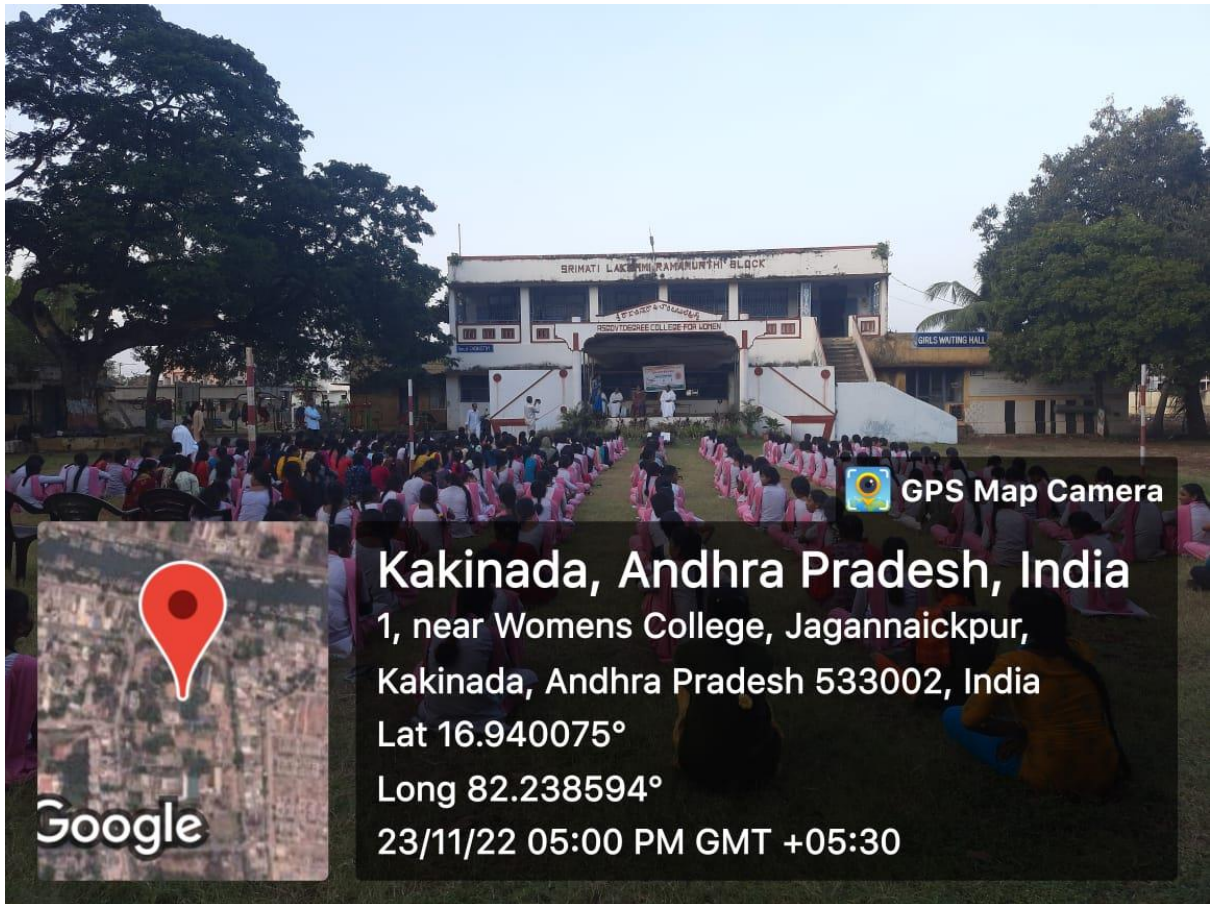 SRIMATI LAKSHMI RAMAMURTHI BLOCK
ASDGOVTDEGREE COLLEGE FOR WOMEN
GIRLS WAITING HALL
GPS Map Camera
Kakinada, Andhra Pradesh, India
1, near Womens College, Jagannaickpur,
Kakinada, Andhra Pradesh 533002, India
Lat 16.940075°
Long 82.238594°
23/11/22 05:00 PM GMT +05:30
Google